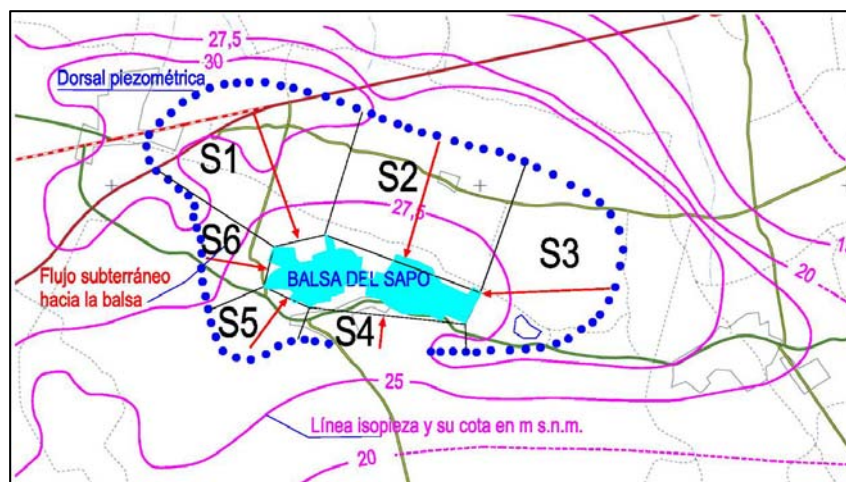 27,5
30
25
Dorsal piezométrica
S1
S2
27,5
S3
S6
Flujo subterráneo
hacia la balsa
BALSA DEL SAPO
S5
S4
20
25
Línea isopieza y su cota en m s.n.m.
20